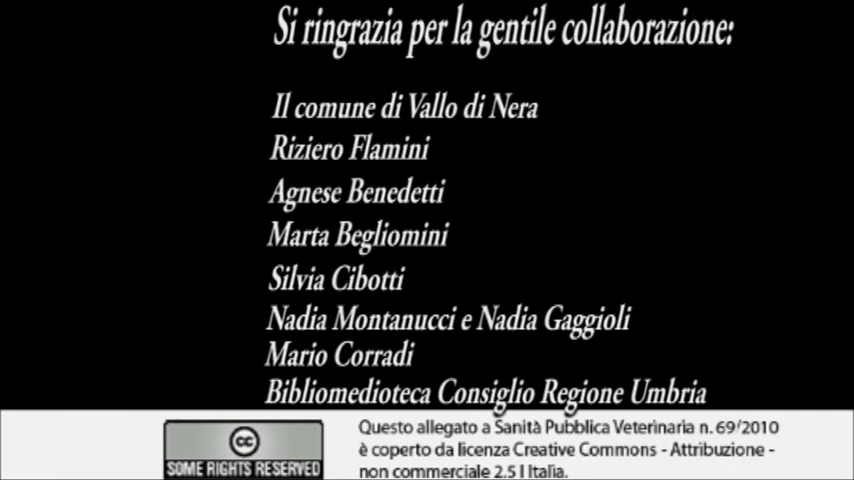 Si ringrazia per la gentile collaborazione:
Il comune di Vallo di Nera
Riziero Flamini
Agnese Benedetti
Marta Begliomini
Silvia Cibotti
Nadia Montanucci e Nadia Gaggioli
Mario Corradi
Bibliomedioteca Consiglio Regione Umbria
cc
SOME RIGHTS RESERVED
Questo allegato a Sanità Pubblica Veterinaria n. 69/2010
è coperto da licenza Creative Commons - Attribuzione -
non commerciale 2.5 I Italia.